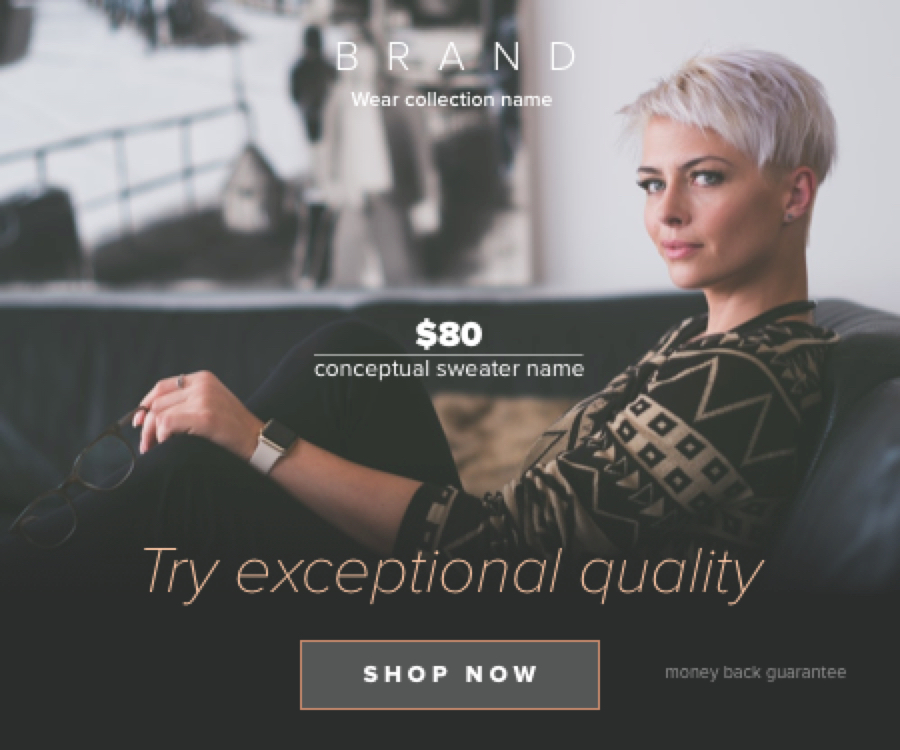 BRAND
Wear collection name
$80
conceptual sweater name
Try exceptional quality
SHOP NOW
money back guarantee